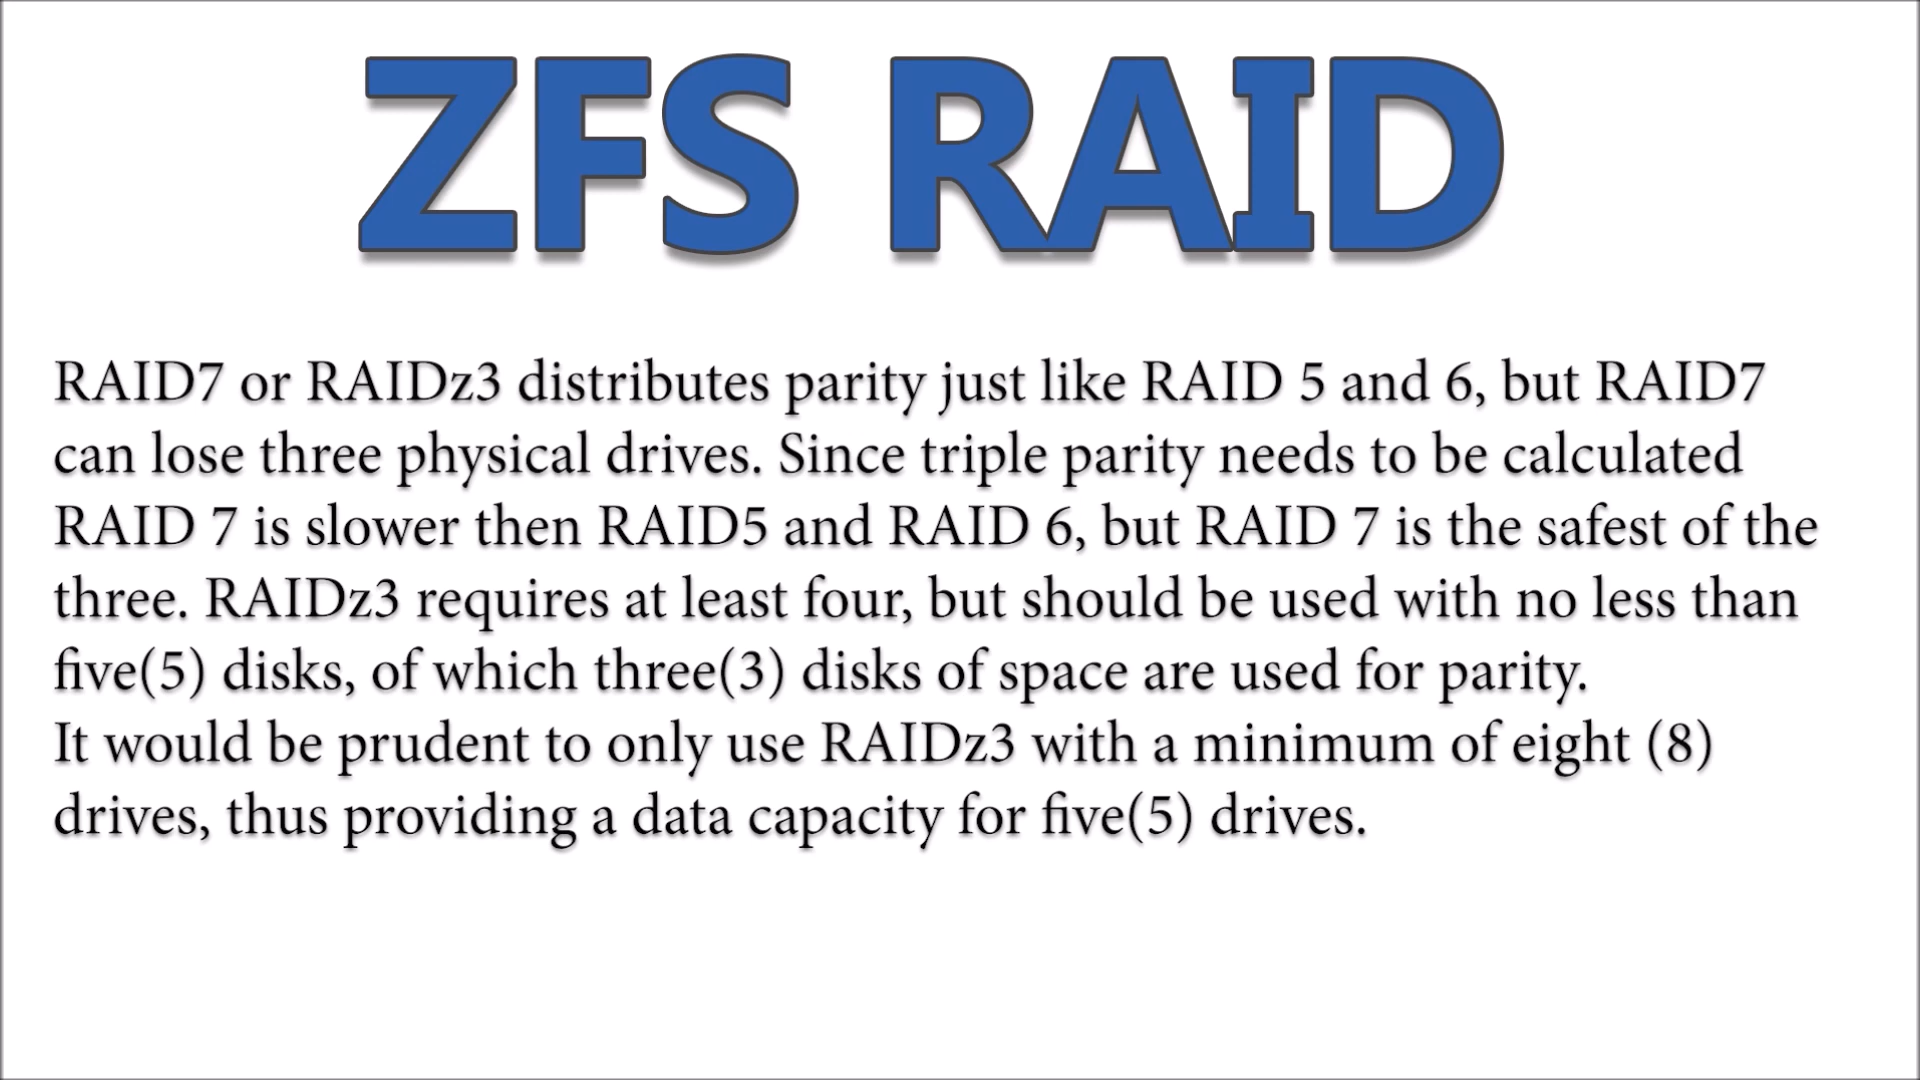 ZFS RAID
RAID7 or RAIDz3 distributes parity just like RAID 5 and 6, but RAID7
can lose three physical drives. Since triple parity needs to be calculated
RAID 7 is slower then RAID5 and RAID 6, but RAID 7 is the safest of the
three. RAIDz3 requires at least four, but should be used with no less than
five(5) disks, of which three(3) disks of space are used for parity.
It would be prudent to only use RAIDz3 with a minimum of eight (8)
drives, thus providing a data capacity for five(5) drives.